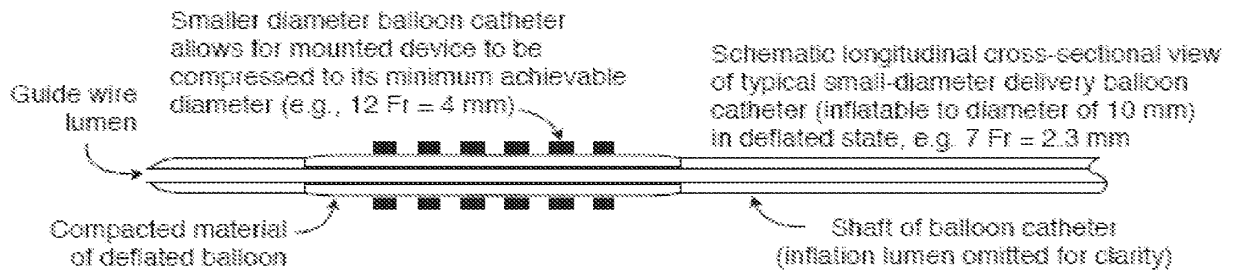 Smaller diameter balloon catheter
allows for mounted device to be
compressed to its minimum achievable
diameter (e.g., 12 Fr = 4 mm)
Schematic longitudinal cross-sectional view
of typical small-diameter delivery balloon
catheter (inflatable to diameter of 10 mm)
in deflated state, e.g. 7 Fr = 2.3 mm
Guide wire
lumen
Compacted material
of deflated balloon
Shaft of balloon catheter
(inflation lumen omitted for clarity)